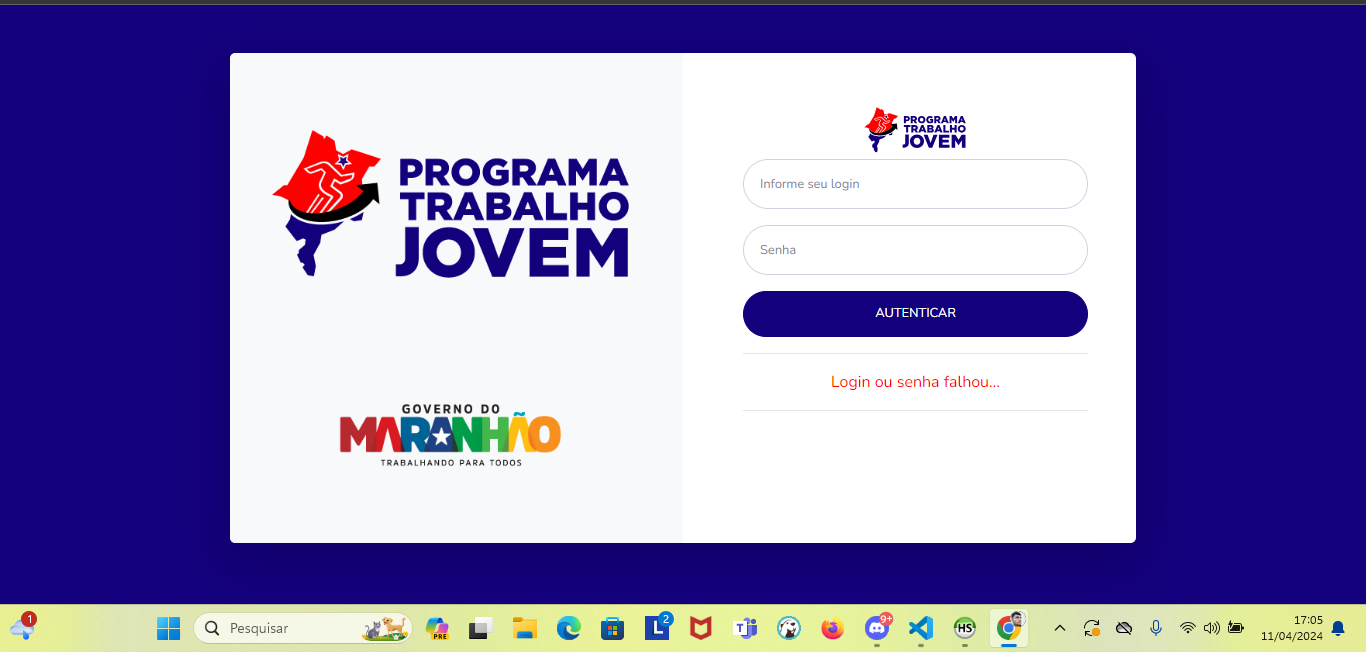 PROGRAMA
TRABALHO
JOVEM
GOVERNO DO
MARANHÃO
TRABALHANDO PARA TODOS
PROGRAMA
TRABALHO
JOVEM
Informe seu login
Senha
AUTENTICAR
Login ou senha falhou...
1
Pesquisar
PRE
L
2
T
9+
HS
17:05
11/04/2024